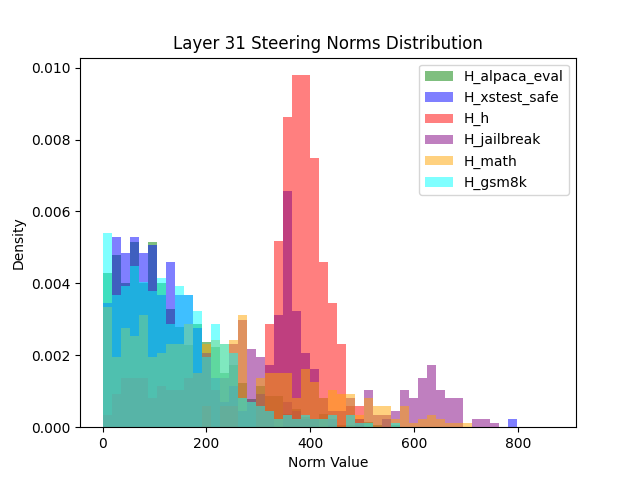 Layer 31 Steering Norms Distribution
0.010
0.008
0.006
0.004
0.002
0.000
Density
H_alpaca_eval
H_xstest_safe
H_h
H_jailbreak
H_math
H_gsm8k
0
200
400
600
800
Norm Value